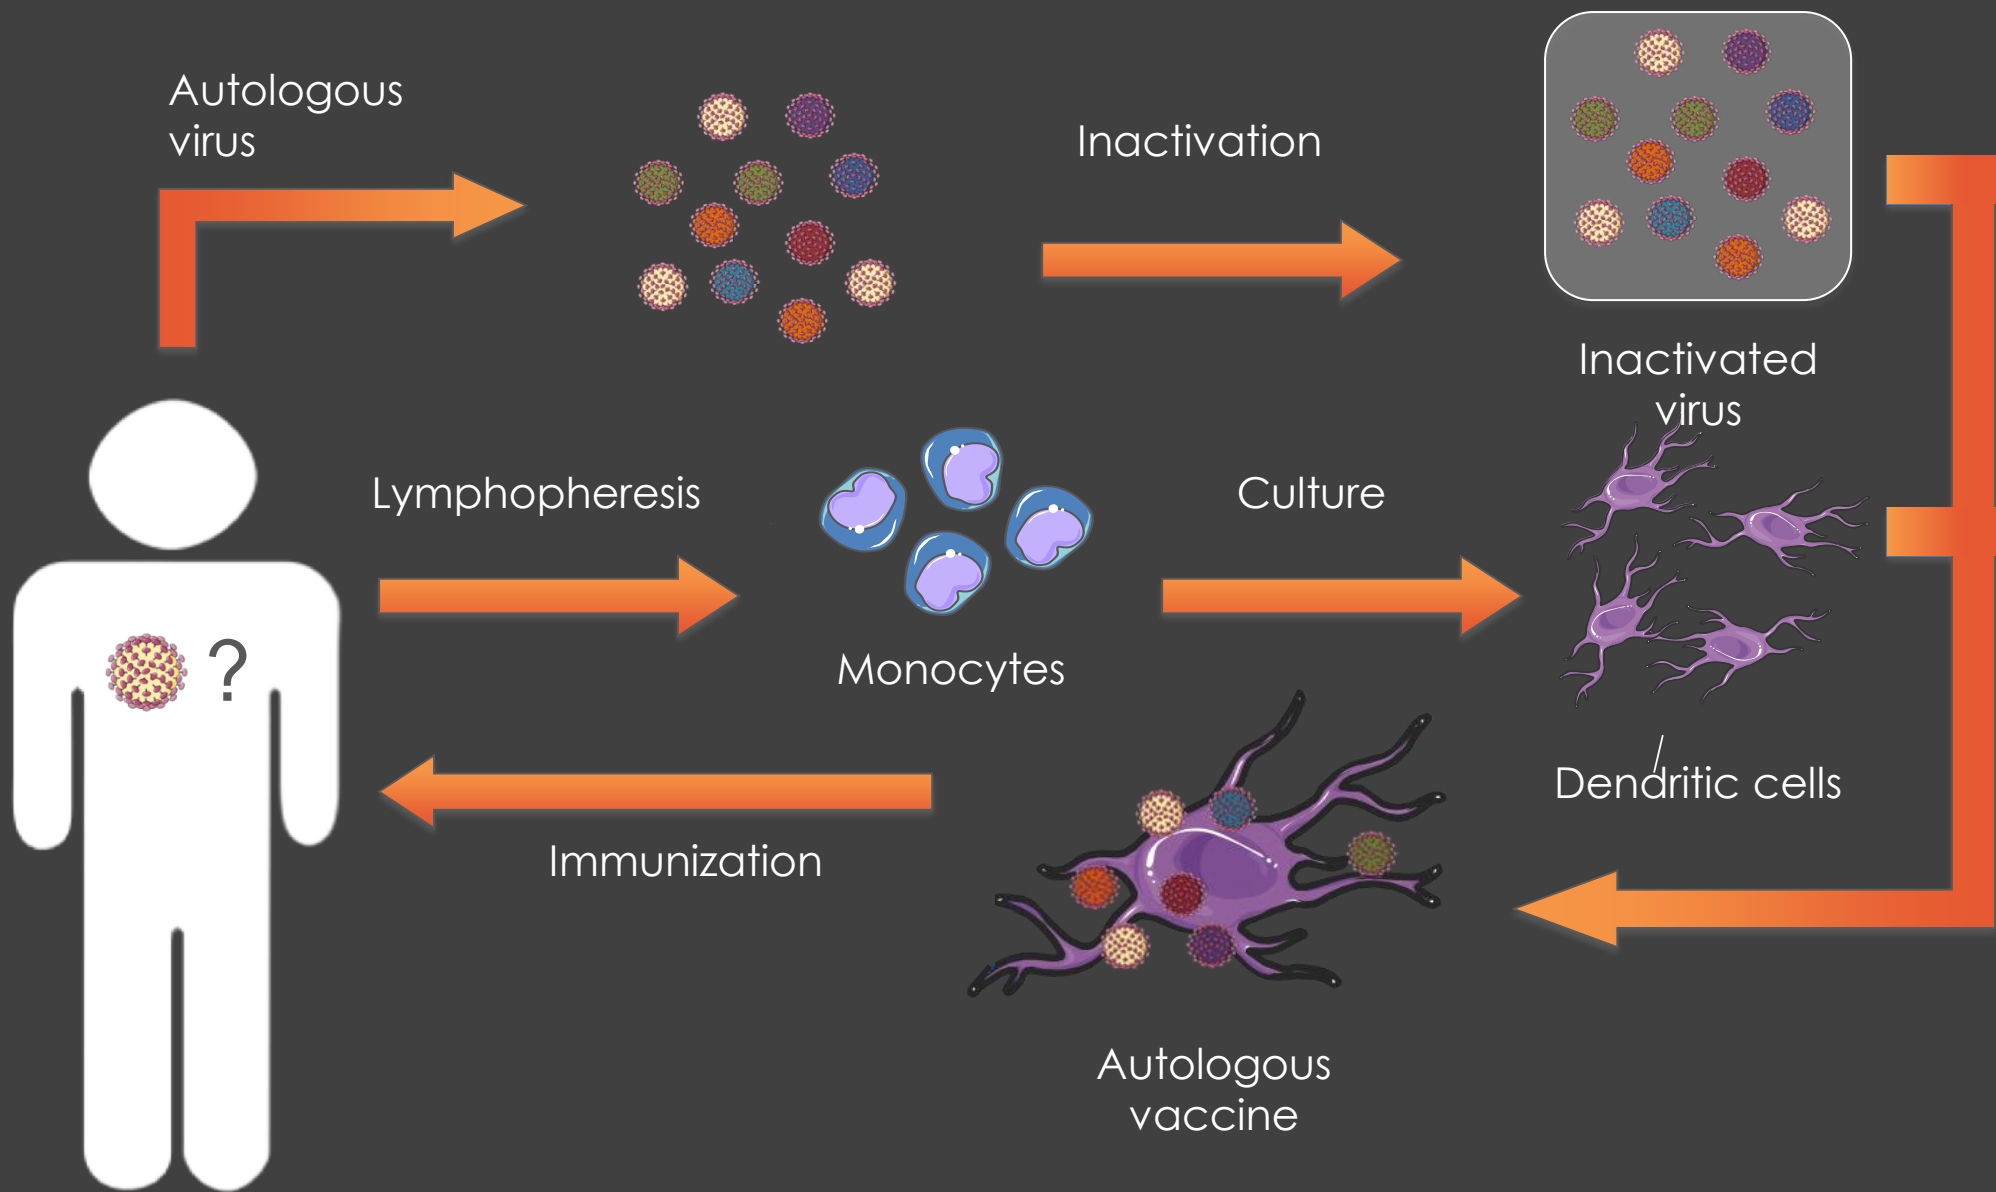 Autologous
virus
Inactivation
Inactivated
virus
Lymphopheresis
Culture
?
Monocytes
Dendritic cells
Immunization
Autologous
vaccine